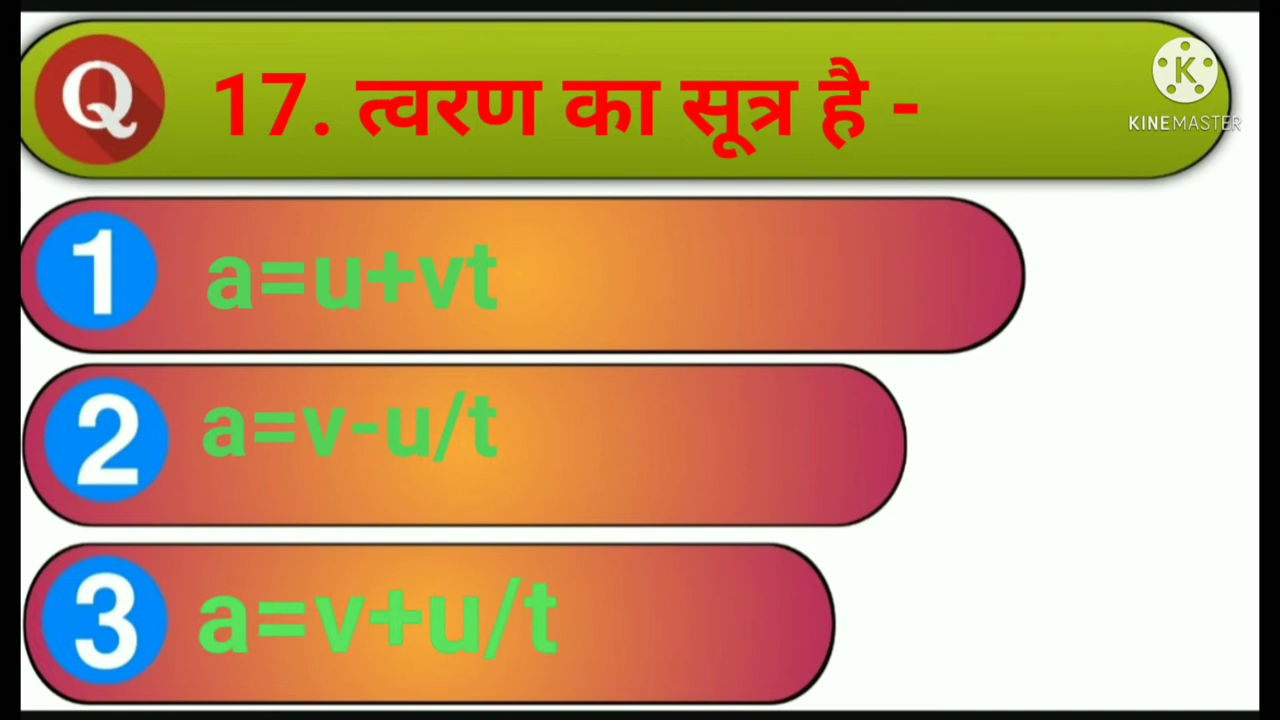 Q 17. त्वरण का सूत्र है -
KINEMASTER
1 a=u+vt
2 a=v-u/t
3 a=v+u/t